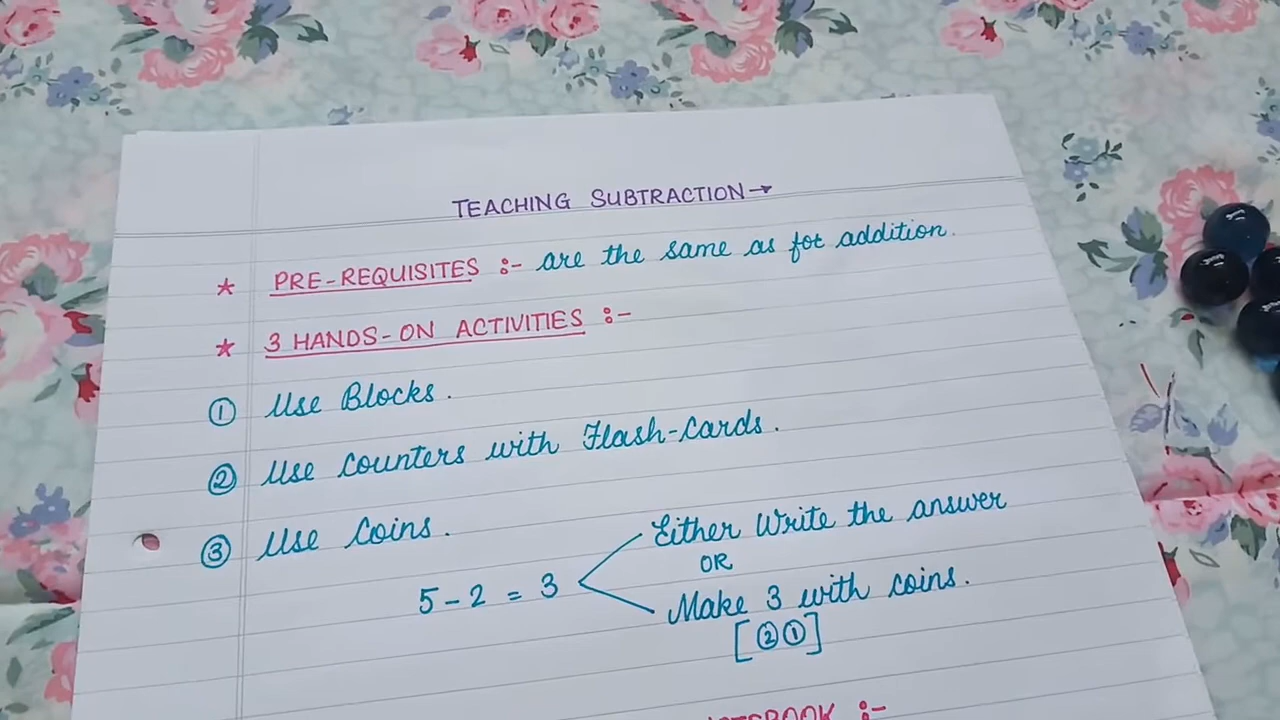 TEACHING SUBTRACTION→
* PRE-REQUISITES :- are the same as for addition.
* 3 HANDS-ON ACTIVITIES :-
① Use Blocks.
② Use Counters with Flash-Cards.
③ Use Coins.
5 - 2 = 3
Either Write the answer
OR
Make 3 with coins.
[②①]